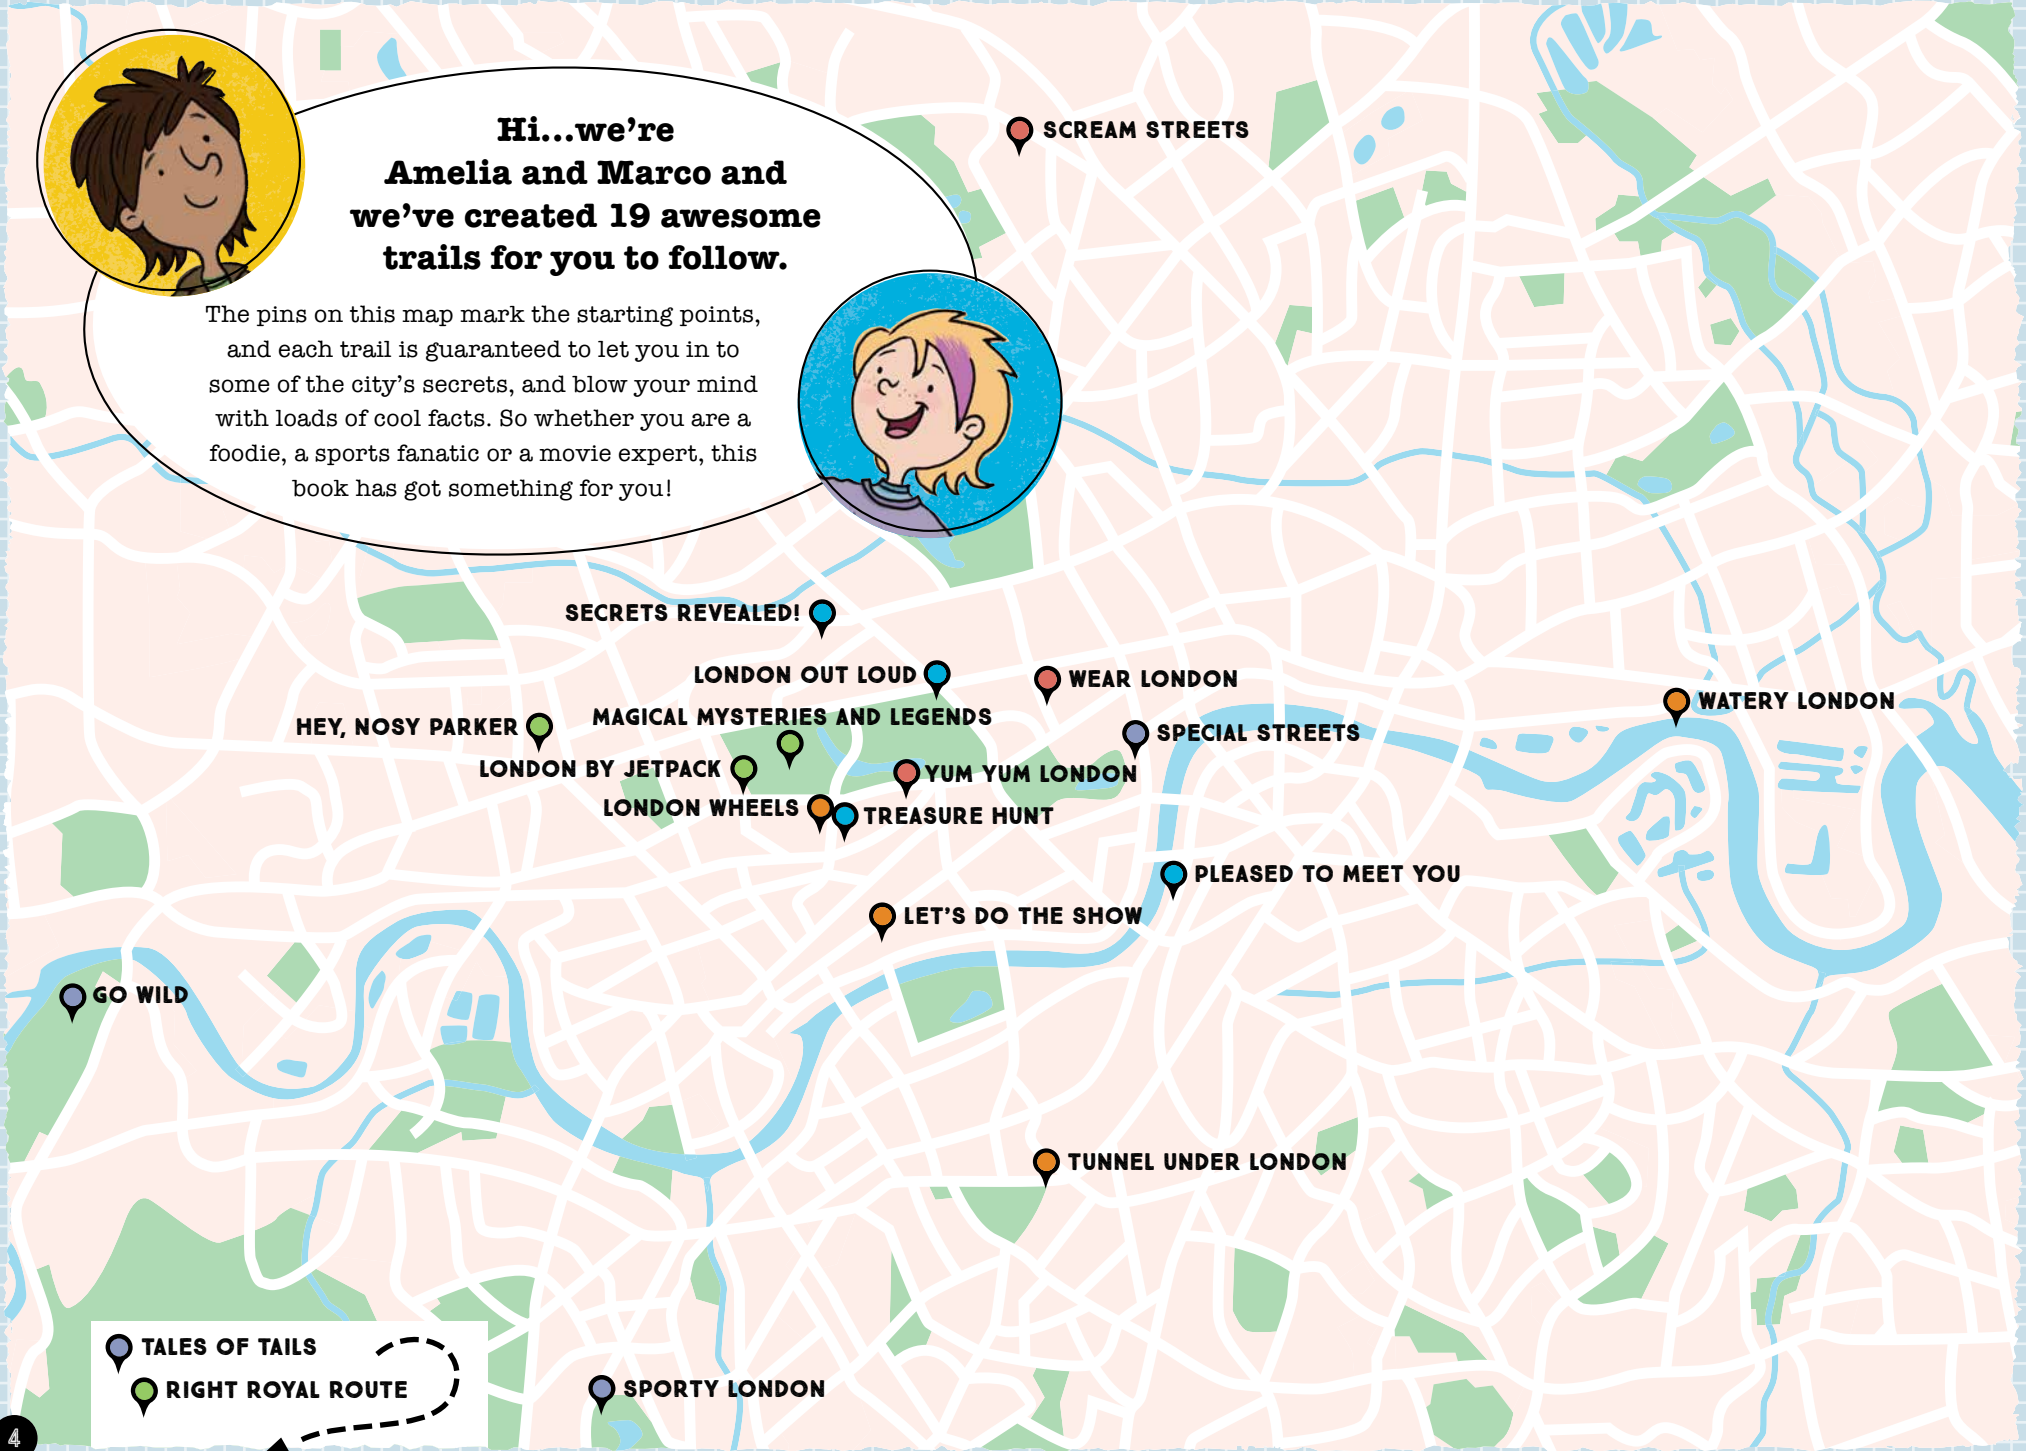 Hi...we're
Amelia and Marco and
we've created 19 awesome
trails for you to follow.
The pins on this map mark the starting points,
and each trail is guaranteed to let you in to
some of the city's secrets, and blow your mind
with loads of cool facts. So whether you are a
foodie, a sports fanatic or a movie expert, this
book has got something for you!
SCREAM STREETS
SECRETS REVEALED!
LONDON OUT LOUD
WEAR LONDON
WATERY LONDON
MAGICAL MYSTERIES AND LEGENDS
HEY, NOSY PARKER
SPECIAL STREETS
LONDON BY JETPACK
YUM YUM LONDON
LONDON WHEELS
TREASURE HUNT
PLEASED TO MEET YOU
LET'S DO THE SHOW
GO WILD
TUNNEL UNDER LONDON
TALES OF TAILS
RIGHT ROYAL ROUTE
SPORTY LONDON
4